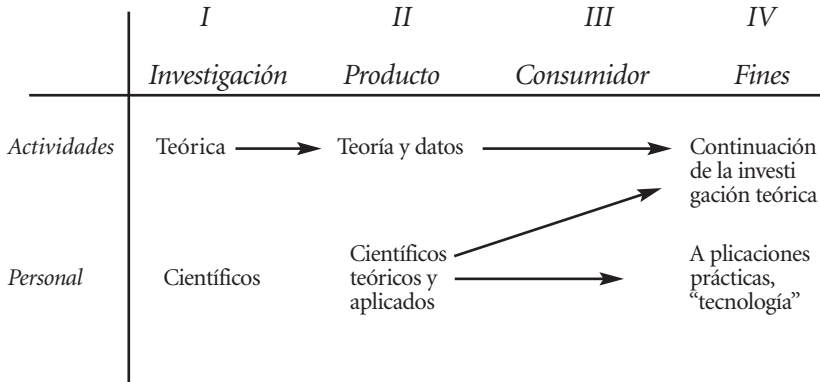 I II III IV
Investigación Producto Consumidor Fines
Actividades Teórica Teoría y datos Continuación
de la investi
gación teórica
Personal Científicos Científicos
teóricos y
aplicados A plicaciones
prácticas,
“tecnología”